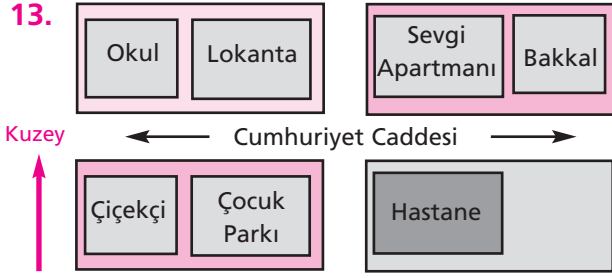 13.
Okul
Lokanta
Sevgi
Apartmanı
Bakkal
Kuzey
Cumhuriyet Caddesi
Çiçekçi
Çocuk
Parkı
Hastane